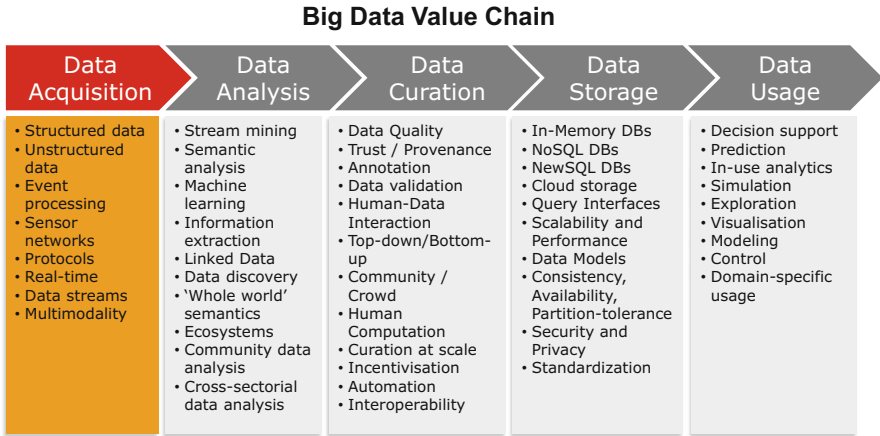 Big Data Value Chain
Data
Acquisition
Data
Analysis
Data
Curation
Data
Storage
Data
Usage
• Structured data
• Unstructured
data
• Event
processing
• Sensor
networks
• Protocols
• Real-time
• Data streams
• Multimodality
• Stream mining
• Semantic
analysis
• Machine
learning
• Information
extraction
• Linked Data
• Data discovery
• ‘Whole world’
semantics
• Ecosystems
• Community data
analysis
• Cross-sectorial
data analysis
• Data Quality
• Trust / Provenance
• Annotation
• Data validation
• Human-Data
Interaction
• Top-down/Bottom-
up
• Community /
Crowd
• Human
Computation
• Curation at scale
• Incentivisation
• Automation
• Interoperability
• In-Memory DBs
• NoSQL DBs
• NewSQL DBs
• Cloud storage
• Query Interfaces
• Scalability and
Performance
• Data Models
• Consistency,
Availability,
Partition-tolerance
• Security and
Privacy
• Standardization
• Decision support
• Prediction
• In-use analytics
• Simulation
• Exploration
• Visualisation
• Modeling
• Control
• Domain-specific
usage